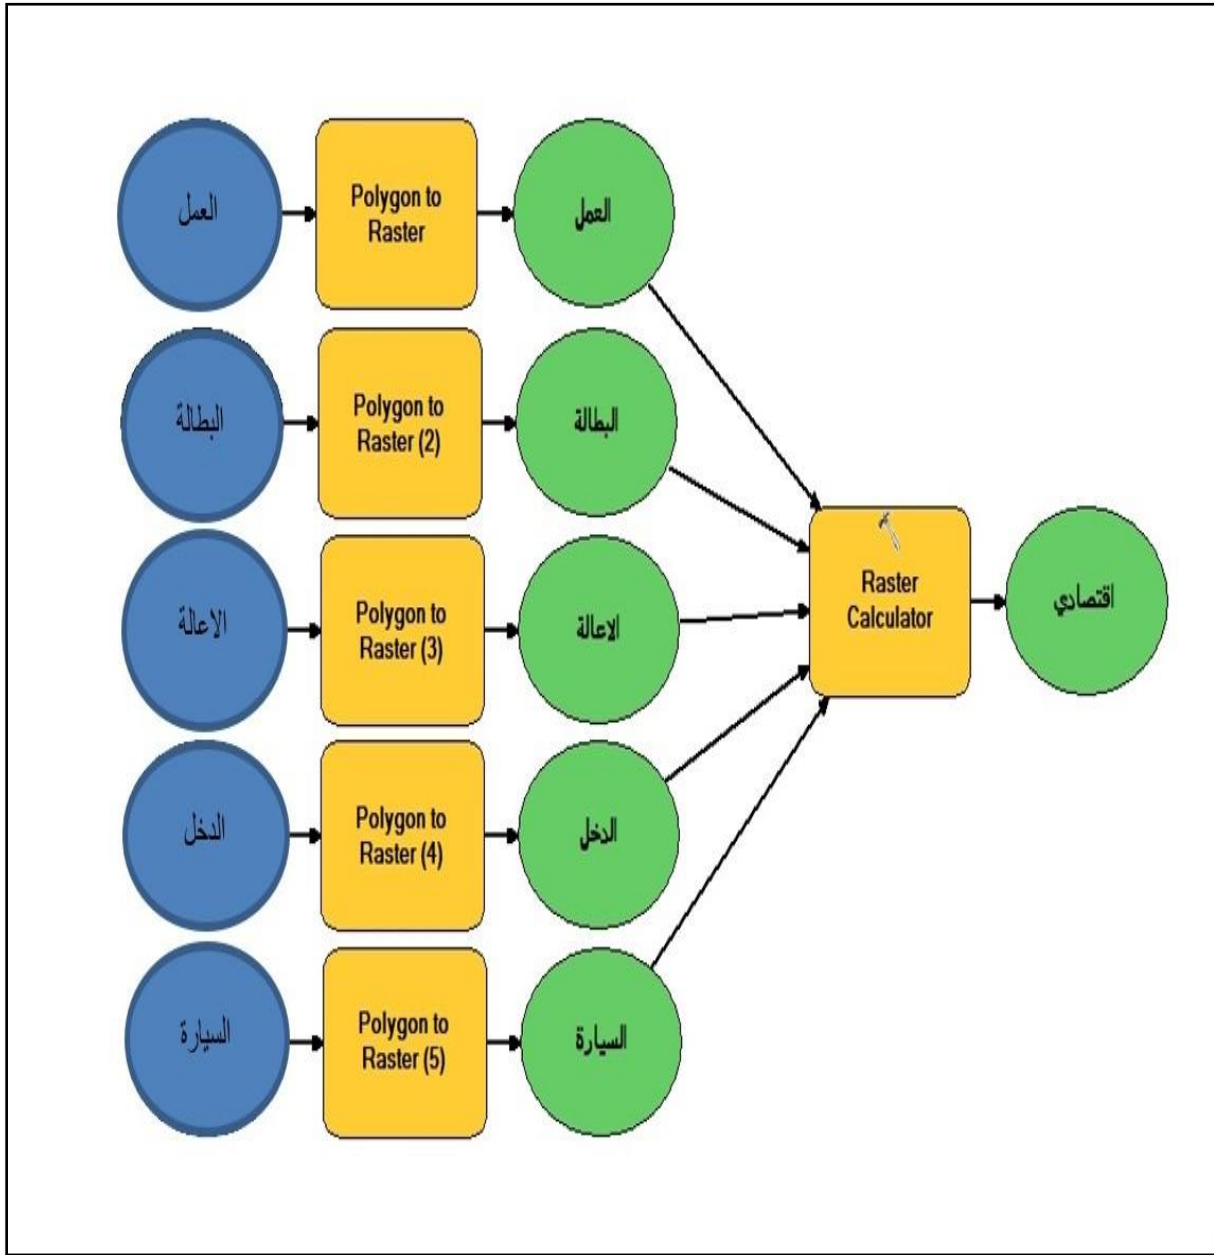 العمل
Polygon to
Raster
العمل
البطالة
Polygon to
Raster (2)
البطالة
الاعالة
Polygon to
Raster (3)
الاعالة
Raster
Calculator
اقتصادي
الدخل
Polygon to
Raster (4)
الدخل
السيارة
Polygon to
Raster (5)
السيارة